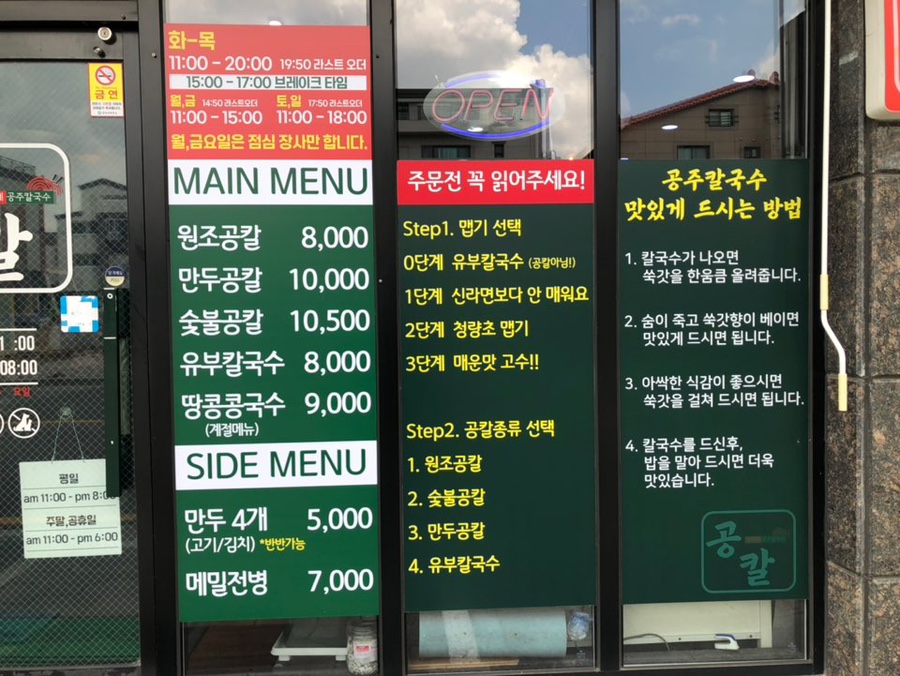 화-목
11:00 - 20:00 19:50 라스트 오더
15:00 - 17:00 브레이크 타임
월,금 14:50 라스트오더 토,일 17:50 라스트오더
11:00 - 15:00 11:00 - 18:00
월,금요일은 점심 장사만 합니다.
MAIN MENU
원조공칼 8,000
만두공칼 10,000
숯불공칼 10,500
유부칼국수 8,000
땅콩콩국수 9,000
(계절메뉴)
SIDE MENU
만두 4개 5,000
(고기/김치) *반반가능
메밀전병 7,000
OPEN
주문전 꼭 읽어주세요!
Step1. 맵기 선택
0단계 유부칼국수 (공칼아님!)
1단계 신라면보다 안 매워요
2단계 청량초 맵기
3단계 매운맛 고수!!
Step2. 공칼종류 선택
1. 원조공칼
2. 숯불공칼
3. 만두공칼
4. 유부칼국수
공주칼국수
맛있게 드시는 방법
1. 칼국수가 나오면
쑥갓을 한움큼 올려줍니다.
2. 숨이 죽고 쑥갓향이 베이면
맛있게 드시면 됩니다.
3. 아싹한 식감이 좋으시면
쑥갓을 걸쳐 드시면 됩니다.
4. 칼국수를 드신후,
밥을 말아 드시면 더욱
맛있습니다.
공
칼
금연
공주칼국수
칼
:00
08:00
요일
평일
am 11:00 - pm 8:00
주말,공휴일
am 11:00 - pm 6:00